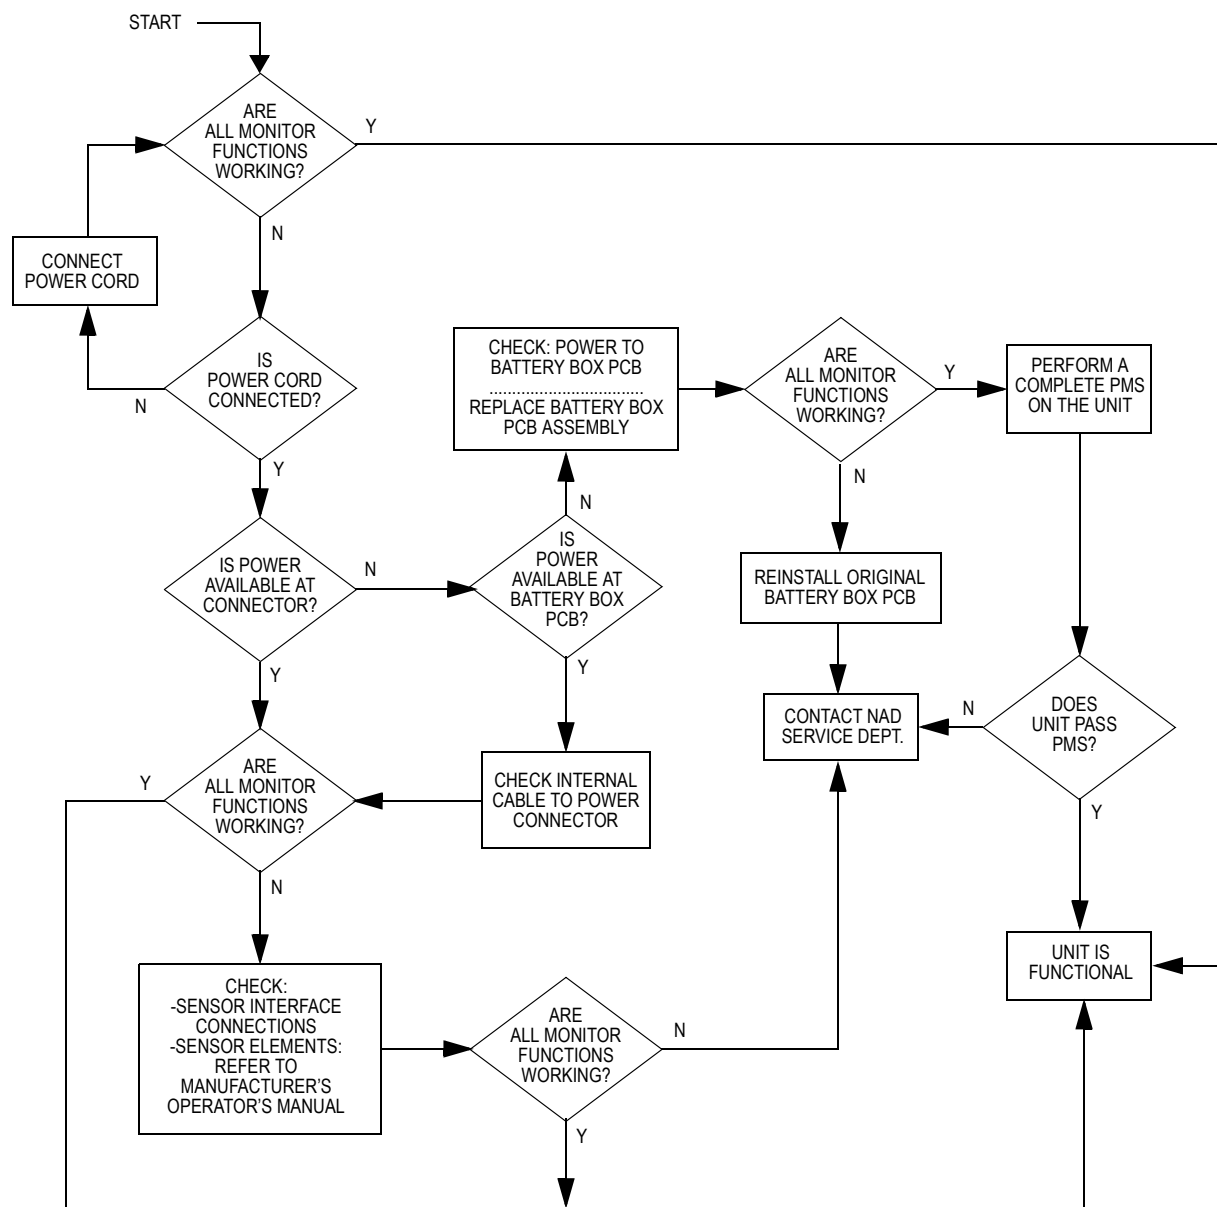 START
ARE
ALL MONITOR
FUNCTIONS
WORKING?
Y
N
CONNECT
POWER CORD
IS
POWER CORD
CONNECTED?
N
Y
CHECK: POWER TO
BATTERY BOX PCB
..................................
REPLACE BATTERY BOX
PCB ASSEMBLY
ARE
ALL MONITOR
FUNCTIONS
WORKING?
Y
N
PERFORM A
COMPLETE PMS
ON THE UNIT
IS POWER
AVAILABLE AT
CONNECTOR?
N
Y
IS
POWER
AVAILABLE AT
BATTERY BOX
PCB?
N
Y
REINSTALL ORIGINAL
BATTERY BOX PCB
CONTACT NAD
SERVICE DEPT.
DOES
UNIT PASS
PMS?
N
Y
ARE
ALL MONITOR
FUNCTIONS
WORKING?
Y
N
CHECK INTERNAL
CABLE TO POWER
CONNECTOR
UNIT IS
FUNCTIONAL
CHECK:
-SENSOR INTERFACE
CONNECTIONS
-SENSOR ELEMENTS:
REFER TO
MANUFACTURER'S
OPERATOR'S MANUAL
ARE
ALL MONITOR
FUNCTIONS
WORKING?
N
Y